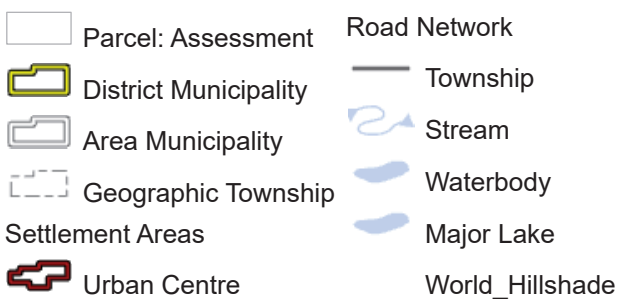 Parcel: Assessment
District Municipality
Area Municipality
Geographic Township
Settlement Areas
Urban Centre
Road Network
Township
Stream
Waterbody
Major Lake
World_Hillshade